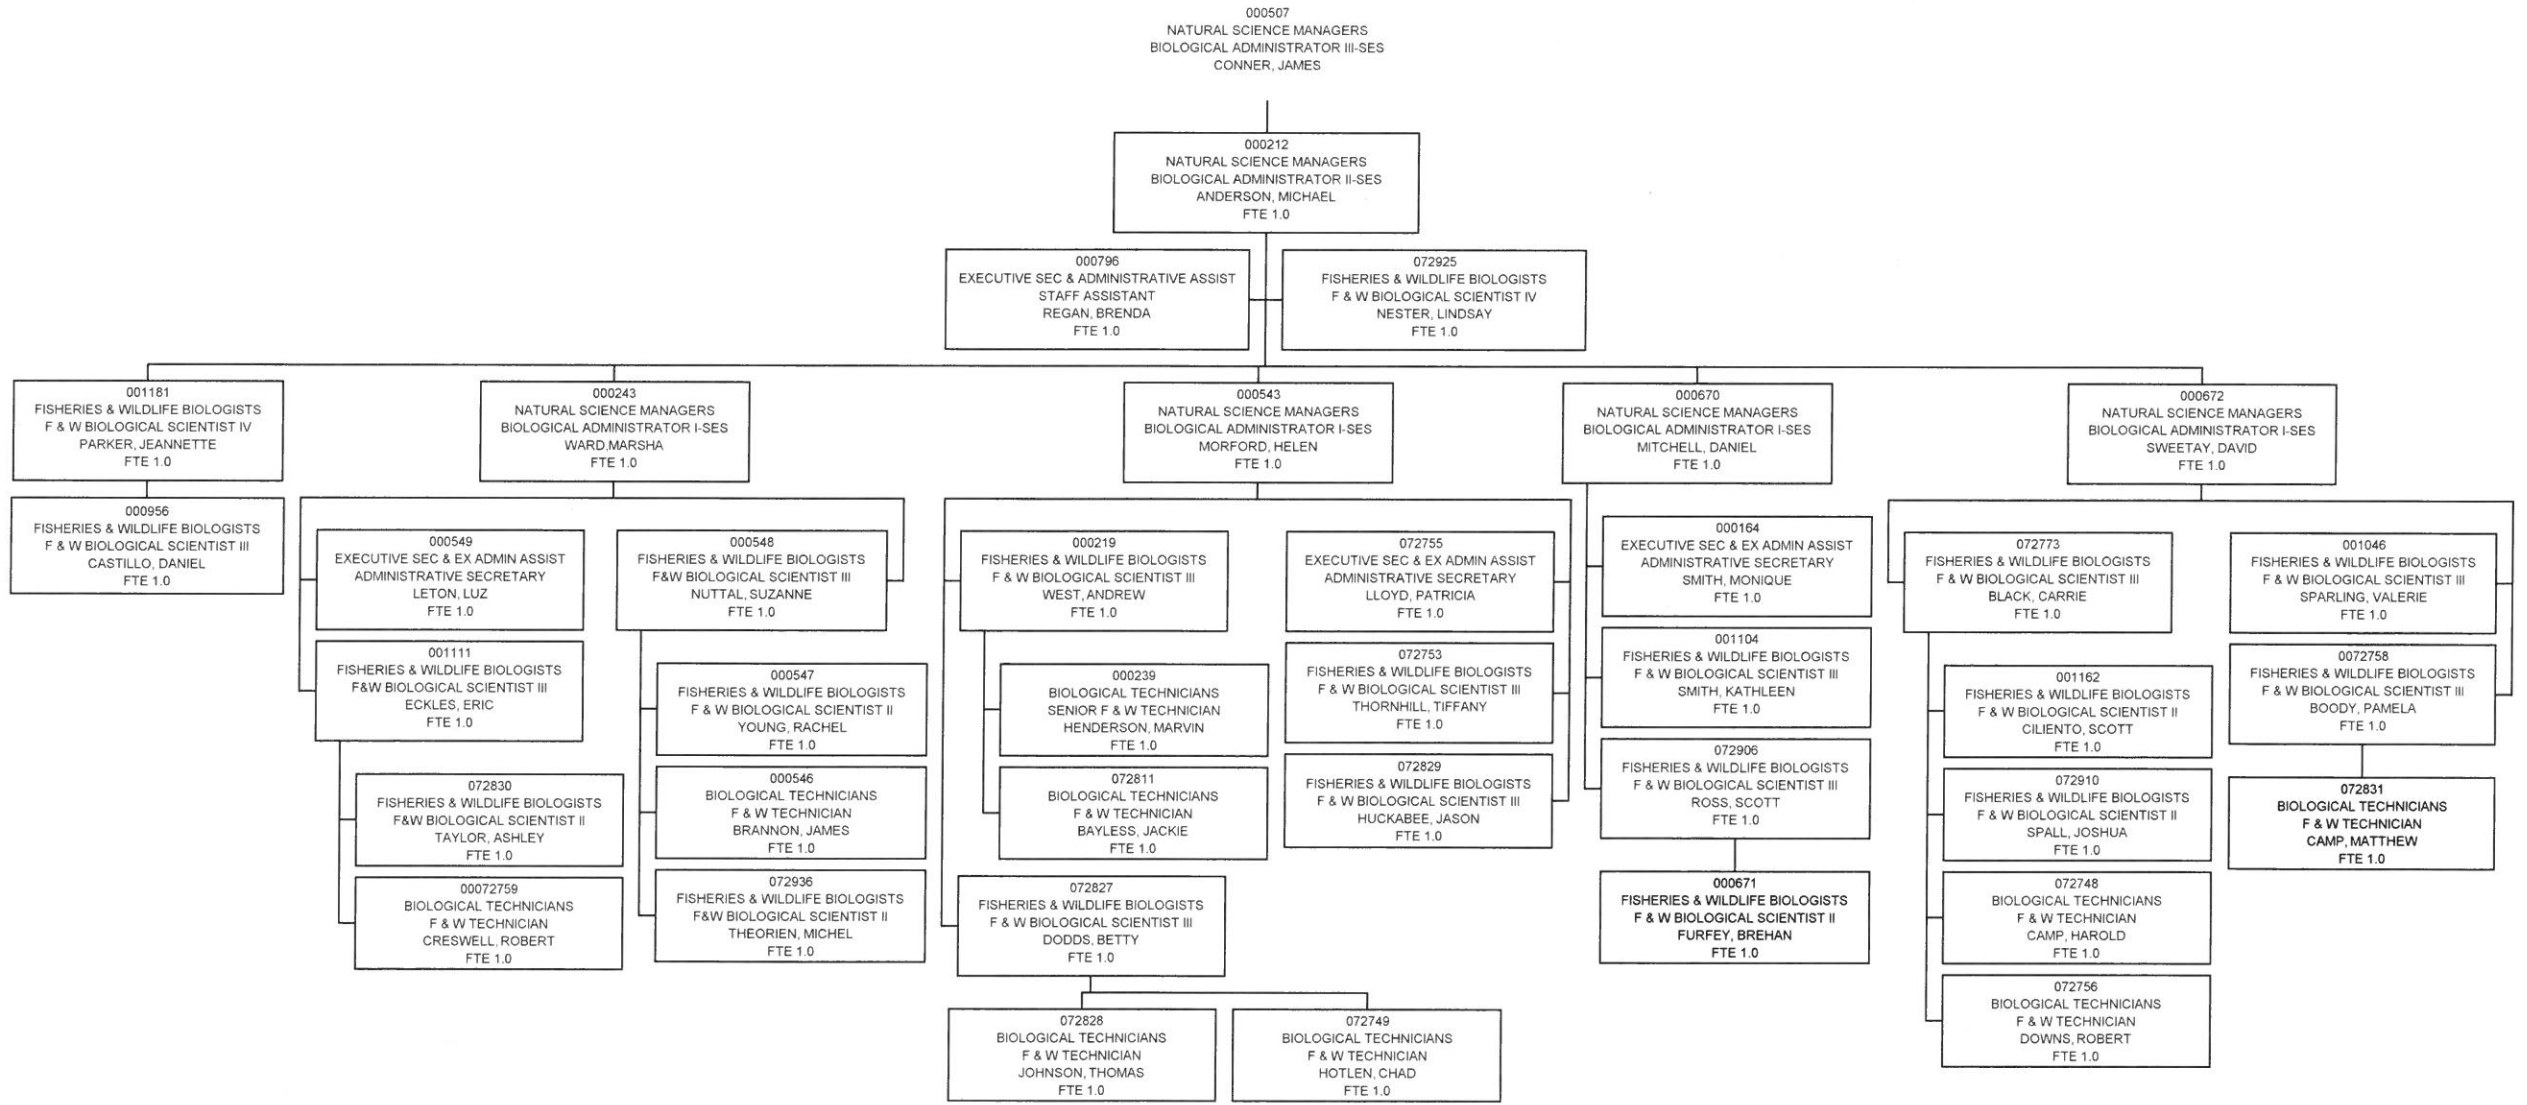 000507
NATURAL SCIENCE MANAGERS
BIOLOGICAL ADMINISTRATOR III-SES
CONNER, JAMES
000212
NATURAL SCIENCE MANAGERS
BIOLOGICAL ADMINISTRATOR II-SES
ANDERSON, MICHAEL
FTE 1.0
000796
EXECUTIVE SEC & ADMINISTRATIVE ASSIST
STAFF ASSISTANT
REGAN, BRENDA
FTE 1.0
072925
FISHERIES & WILDLIFE BIOLOGISTS
F & W BIOLOGICAL SCIENTIST IV
NESTER, LINDSAY
FTE 1.0
001181
FISHERIES & WILDLIFE BIOLOGISTS
F & W BIOLOGICAL SCIENTIST IV
PARKER, JEANNETTE
FTE 1.0
000956
FISHERIES & WILDLIFE BIOLOGISTS
F & W BIOLOGICAL SCIENTIST III
CASTILLO, DANIEL
FTE 1.0
000243
NATURAL SCIENCE MANAGERS
BIOLOGICAL ADMINISTRATOR I-SES
WARD,MARSHA
FTE 1.0
000549
EXECUTIVE SEC & EX ADMIN ASSIST
ADMINISTRATIVE SECRETARY
LETON, LUZ
FTE 1.0
001111
FISHERIES & WILDLIFE BIOLOGISTS
F&W BIOLOGICAL SCIENTIST III
ECKLES, ERIC
FTE 1.0
072830
FISHERIES & WILDLIFE BIOLOGISTS
F&W BIOLOGICAL SCIENTIST II
TAYLOR, ASHLEY
FTE 1.0
00072759
BIOLOGICAL TECHNICIANS
F & W TECHNICIAN
CRESWELL, ROBERT
FTE 1.0
000548
FISHERIES & WILDLIFE BIOLOGISTS
F&W BIOLOGICAL SCIENTIST III
NUTTAL, SUZANNE
FTE 1.0
000547
FISHERIES & WILDLIFE BIOLOGISTS
F & W BIOLOGICAL SCIENTIST II
YOUNG, RACHEL
FTE 1.0
000546
BIOLOGICAL TECHNICIANS
F & W TECHNICIAN
BRANNON, JAMES
FTE 1.0
072936
FISHERIES & WILDLIFE BIOLOGISTS
F&W BIOLOGICAL SCIENTIST II
THEORIEN, MICHEL
FTE 1.0
000543
NATURAL SCIENCE MANAGERS
BIOLOGICAL ADMINISTRATOR I-SES
MORFORD, HELEN
FTE 1.0
000219
FISHERIES & WILDLIFE BIOLOGISTS
F & W BIOLOGICAL SCIENTIST III
WEST, ANDREW
FTE 1.0
000239
BIOLOGICAL TECHNICIANS
SENIOR F & W TECHNICIAN
HENDERSON, MARVIN
FTE 1.0
072811
BIOLOGICAL TECHNICIANS
F & W TECHNICIAN
BAYLESS, JACKIE
FTE 1.0
072827
FISHERIES & WILDLIFE BIOLOGISTS
F & W BIOLOGICAL SCIENTIST III
DODDS, BETTY
FTE 1.0
072828
BIOLOGICAL TECHNICIANS
F & W TECHNICIAN
JOHNSON, THOMAS
FTE 1.0
072749
BIOLOGICAL TECHNICIANS
F & W TECHNICIAN
HOTLEN, CHAD
FTE 1.0
072755
EXECUTIVE SEC & EX ADMIN ASSIST
ADMINISTRATIVE SECRETARY
LLOYD, PATRICIA
FTE 1.0
072753
FISHERIES & WILDLIFE BIOLOGISTS
F & W BIOLOGICAL SCIENTIST III
THORNHILL, TIFFANY
FTE 1.0
072829
FISHERIES & WILDLIFE BIOLOGISTS
F & W BIOLOGICAL SCIENTIST III
HUCKABEE, JASON
FTE 1.0
000670
NATURAL SCIENCE MANAGERS
BIOLOGICAL ADMINISTRATOR I-SES
MITCHELL, DANIEL
FTE 1.0
000164
EXECUTIVE SEC & EX ADMIN ASSIST
ADMINISTRATIVE SECRETARY
SMITH, MONIQUE
FTE 1.0
001104
FISHERIES & WILDLIFE BIOLOGISTS
F & W BIOLOGICAL SCIENTIST III
SMITH, KATHLEEN
FTE 1.0
072906
FISHERIES & WILDLIFE BIOLOGISTS
F & W BIOLOGICAL SCIENTIST III
ROSS, SCOTT
FTE 1.0
000671
FISHERIES & WILDLIFE BIOLOGISTS
F & W BIOLOGICAL SCIENTIST II
FURFEY, BREHAN
FTE 1.0
000672
NATURAL SCIENCE MANAGERS
BIOLOGICAL ADMINISTRATOR I-SES
SWEETAY, DAVID
FTE 1.0
072773
FISHERIES & WILDLIFE BIOLOGISTS
F & W BIOLOGICAL SCIENTIST III
BLACK, CARRIE
FTE 1.0
001162
FISHERIES & WILDLIFE BIOLOGISTS
F & W BIOLOGICAL SCIENTIST II
CILIENTO, SCOTT
FTE 1.0
072910
FISHERIES & WILDLIFE BIOLOGISTS
F & W BIOLOGICAL SCIENTIST II
SPALL, JOSHUA
FTE 1.0
072748
BIOLOGICAL TECHNICIANS
F & W TECHNICIAN
CAMP, HAROLD
FTE 1.0
072756
BIOLOGICAL TECHNICIANS
F & W TECHNICIAN
DOWNS, ROBERT
FTE 1.0
001046
FISHERIES & WILDLIFE BIOLOGISTS
F & W BIOLOGICAL SCIENTIST III
SPARLING, VALERIE
FTE 1.0
0072758
FISHERIES & WILDLIFE BIOLOGISTS
F & W BIOLOGICAL SCIENTIST III
BOODY, PAMELA
FTE 1.0
072831
BIOLOGICAL TECHNICIANS
F & W TECHNICIAN
CAMP, MATTHEW
FTE 1.0